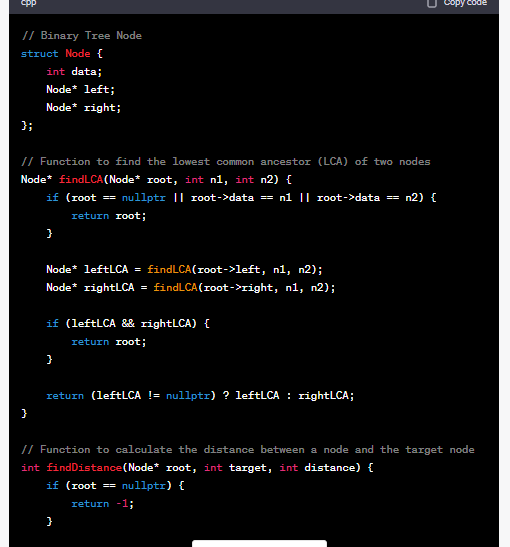 cpp
Copy code
// Binary Tree Node
struct Node {
    int data;
    Node* left;
    Node* right;
};

// Function to find the lowest common ancestor (LCA) of two nodes
Node* findLCA(Node* root, int n1, int n2) {
    if (root == nullptr || root->data == n1 || root->data == n2) {
        return root;
    }

    Node* leftLCA = findLCA(root->left, n1, n2);
    Node* rightLCA = findLCA(root->right, n1, n2);

    if (leftLCA && rightLCA) {
        return root;
    }

    return (leftLCA != nullptr) ? leftLCA : rightLCA;
}

// Function to calculate the distance between a node and the target node
int findDistance(Node* root, int target, int distance) {
    if (root == nullptr) {
        return -1;
    }